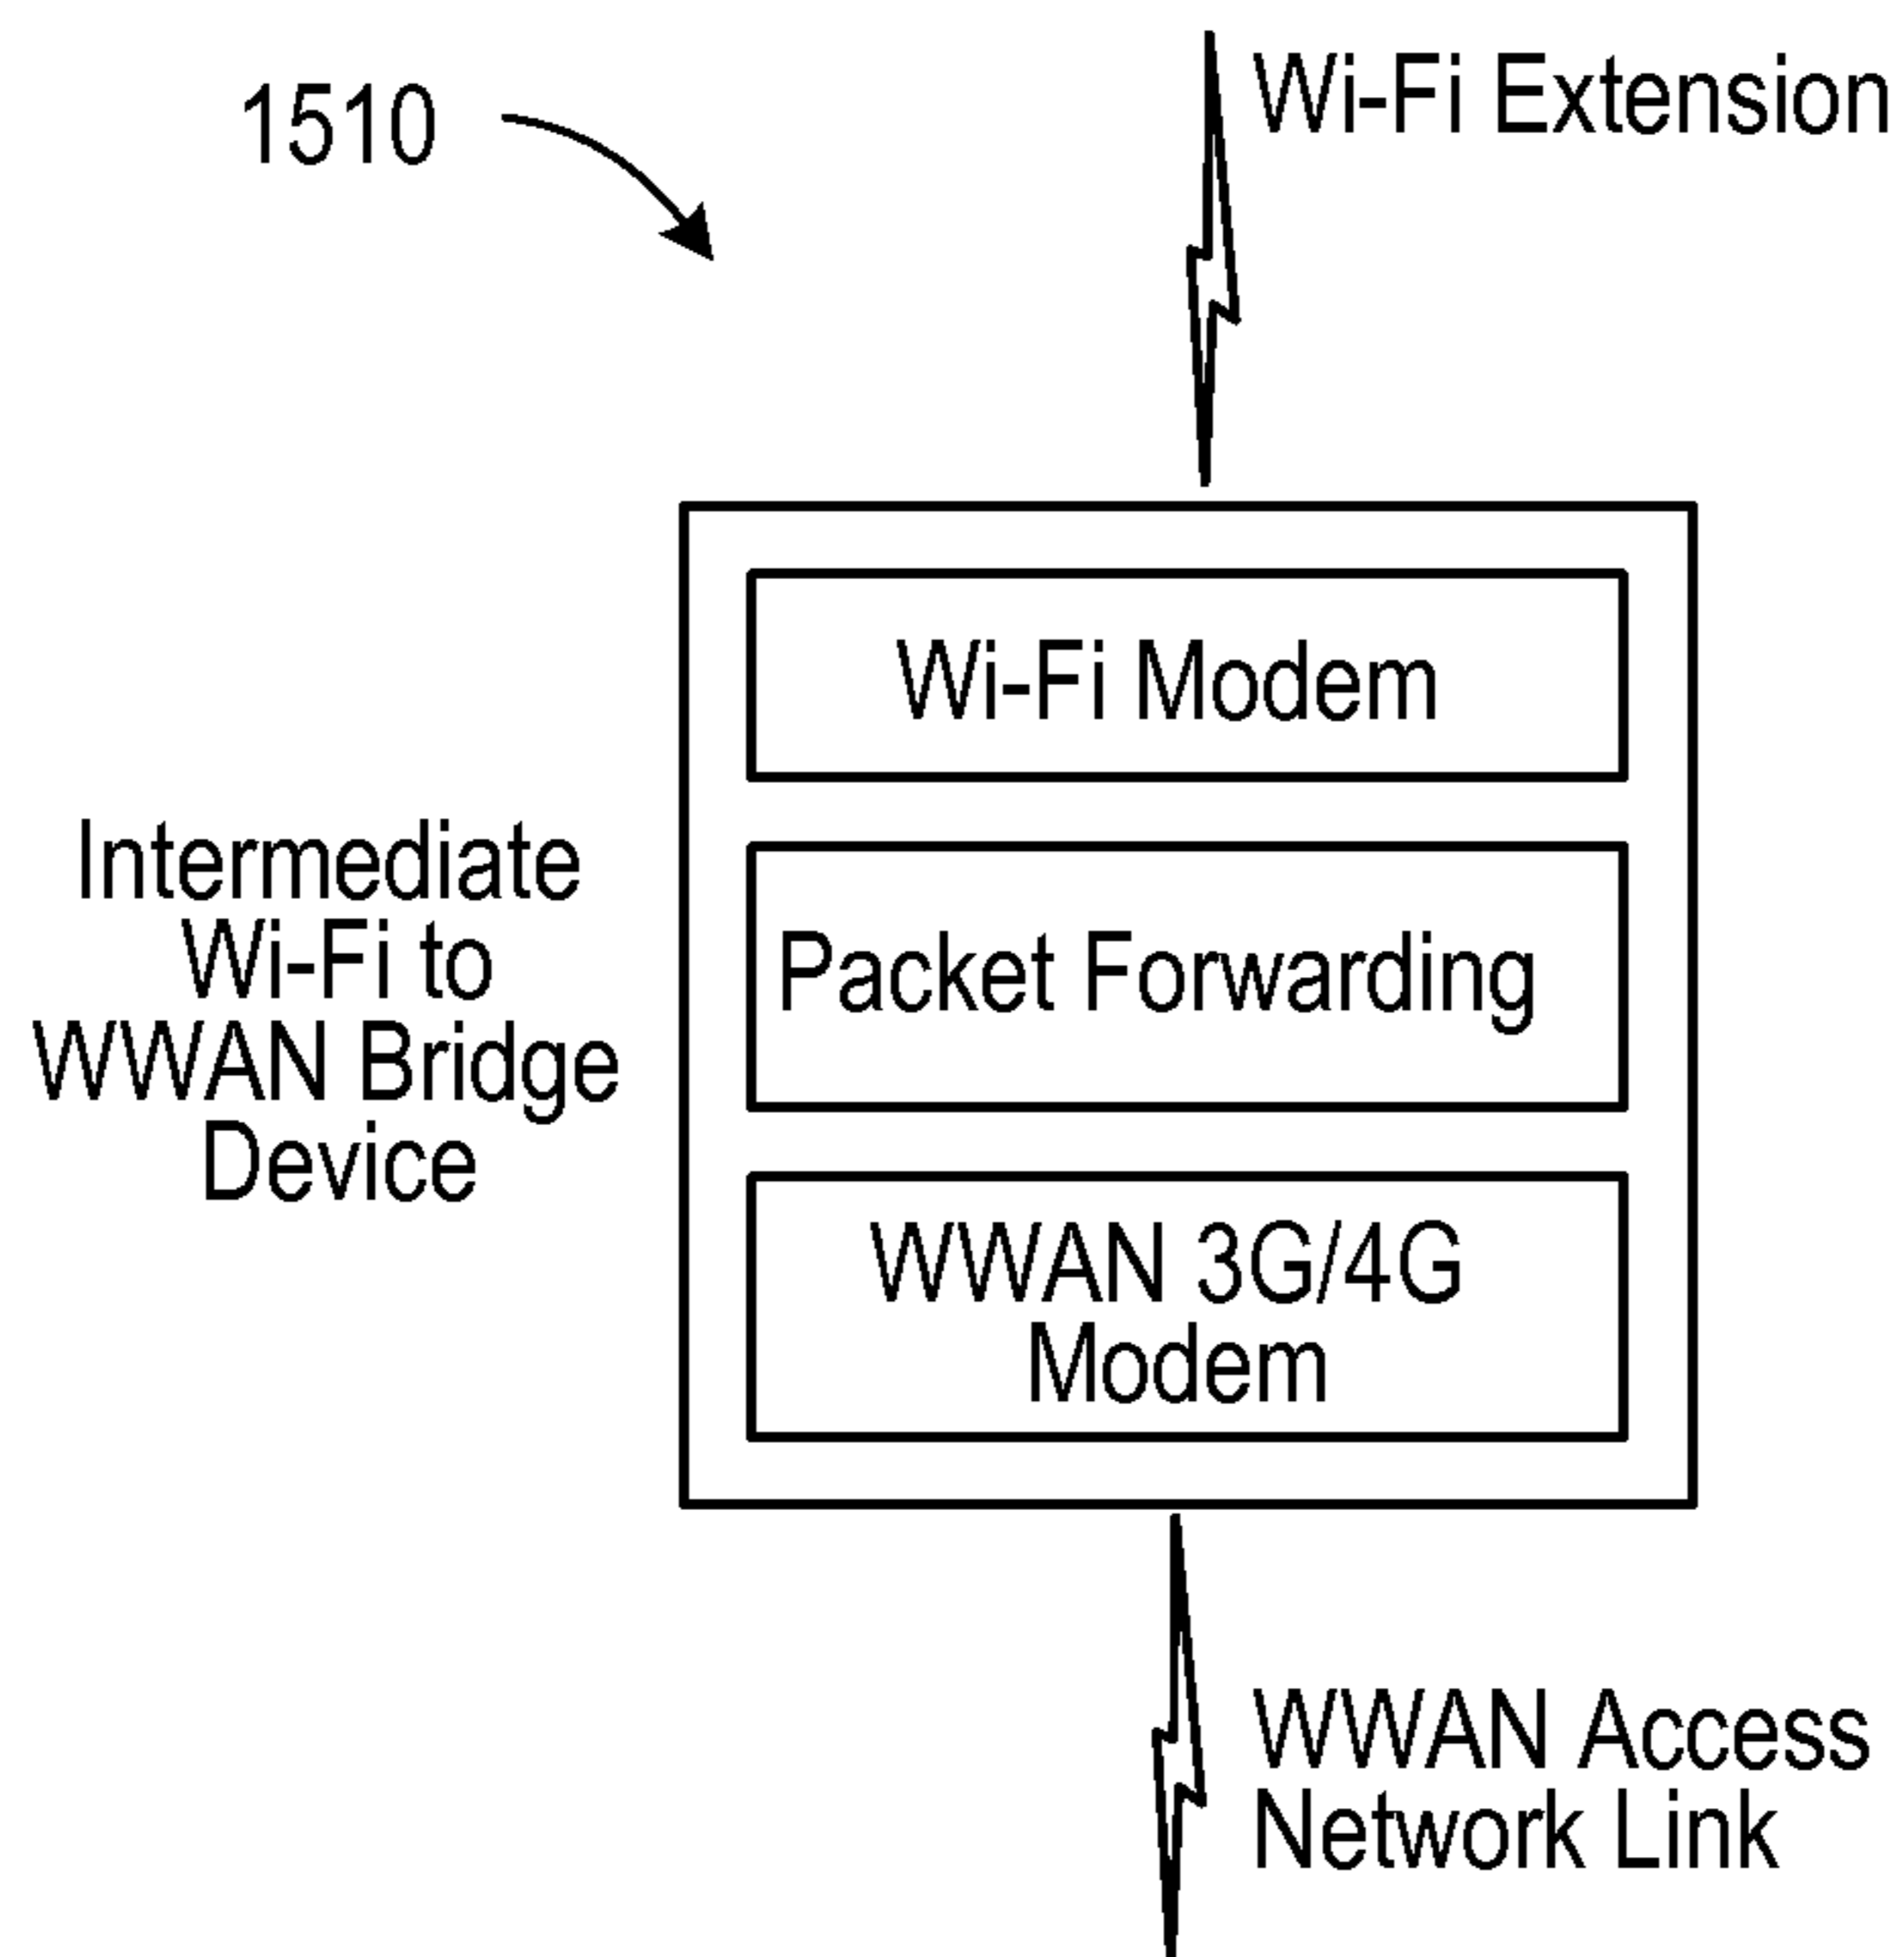 1510
Wi-Fi Extension
Wi-Fi Modem
Intermediate
Wi-Fi to
WWAN Bridge
Device
Packet Forwarding
WWAN 3G/4G
Modem
WWAN Access
Network Link